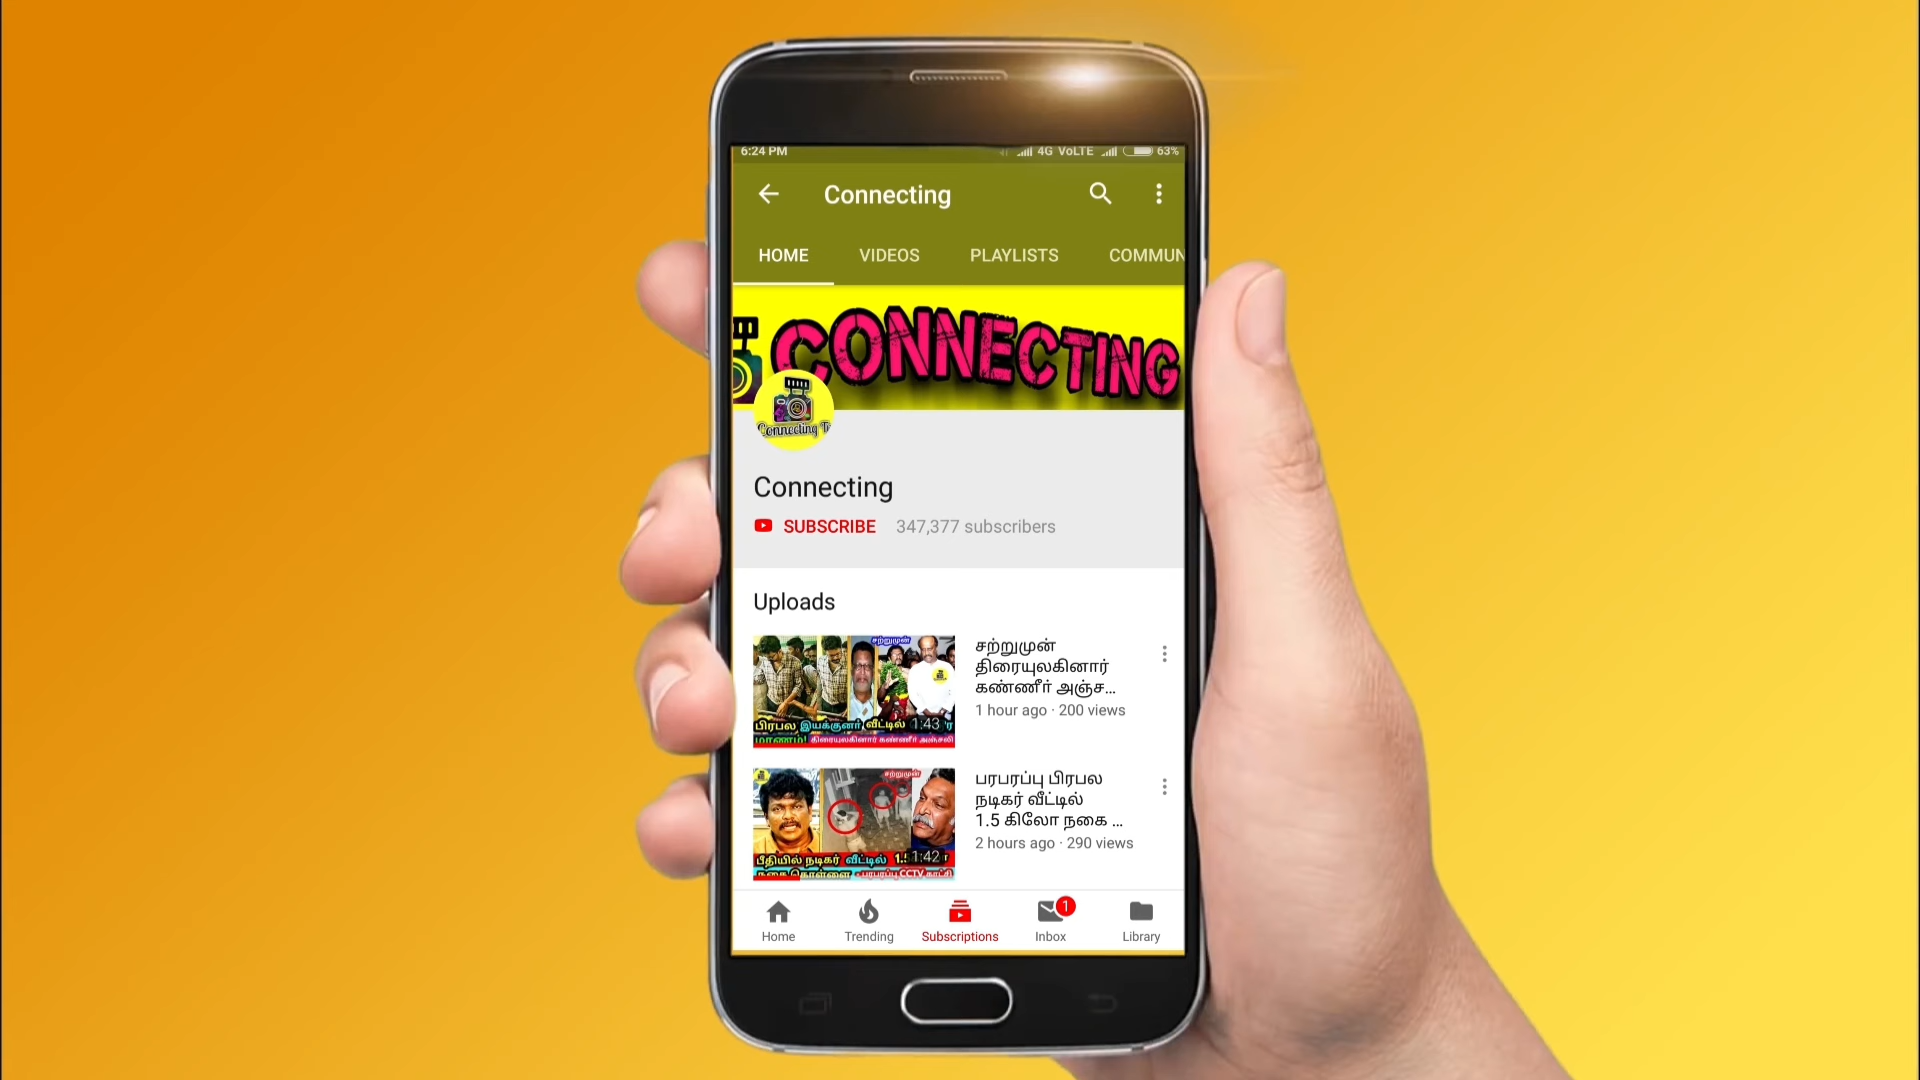 6:24 PM 4G VoLTE 63%
Connecting
HOME VIDEOS PLAYLISTS COMMUN
CONNECTING
Connecting
Connecting
SUBSCRIBE 347,377 subscribers
Uploads
சற்றுமுன்
பிரபல இயக்குனர் வீட்டில் 1:43
மரணம்! திரையுலகினர் கண்ணீர் அஞ்சலி
சற்றுமுன்
திரையுலகினார்
கண்ணீர் அஞ்ச...
1 hour ago · 200 views
சற்றுமுன்
பீதியில் நடிகர் வீட்டில் 1:42
நகை கொள்ளை - பரபரப்பு CCTV காட்சி
பரபரப்பு பிரபல
நடிகர் வீட்டில்
1.5 கிலோ நகை ...
2 hours ago · 290 views
1
Home Trending Subscriptions Inbox Library